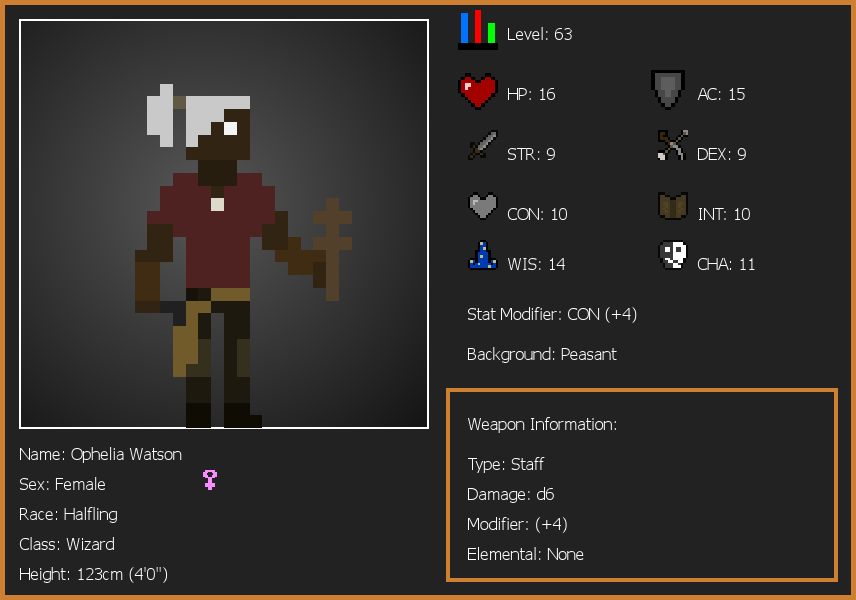 Level: 63
HP: 16
AC: 15
STR: 9
DEX: 9
CON: 10
INT: 10
WIS: 14
CHA: 11
Stat Modifier: CON (+4)
Background: Peasant
Weapon Information:
Type: Staff
Damage: d6
Modifier: (+4)
Elemental: None
Name: Ophelia Watson
Sex: Female
Race: Halfling
Class: Wizard
Height: 123cm (4'0")